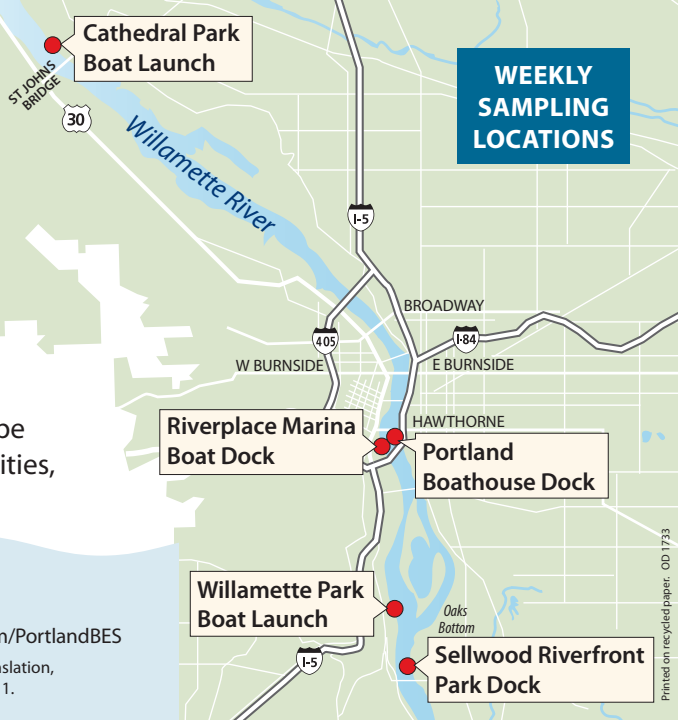 Cathedral Park
Boat Launch
ST JOHNS
BRIDGE
30
WEEKLY
SAMPLING
LOCATIONS
Willamette River
I-5
BROADWAY
405
I-84
W BURNSIDE
E BURNSIDE
be
ities,
Riverplace Marina
Boat Dock
HAWTHORNE
Portland
Boathouse Dock
Willamette Park
Boat Launch
Oaks
Bottom
m/PortlandBES
nslation,
1.
I-5
Sellwood Riverfront
Park Dock
Printed on recycled paper. OD 1733